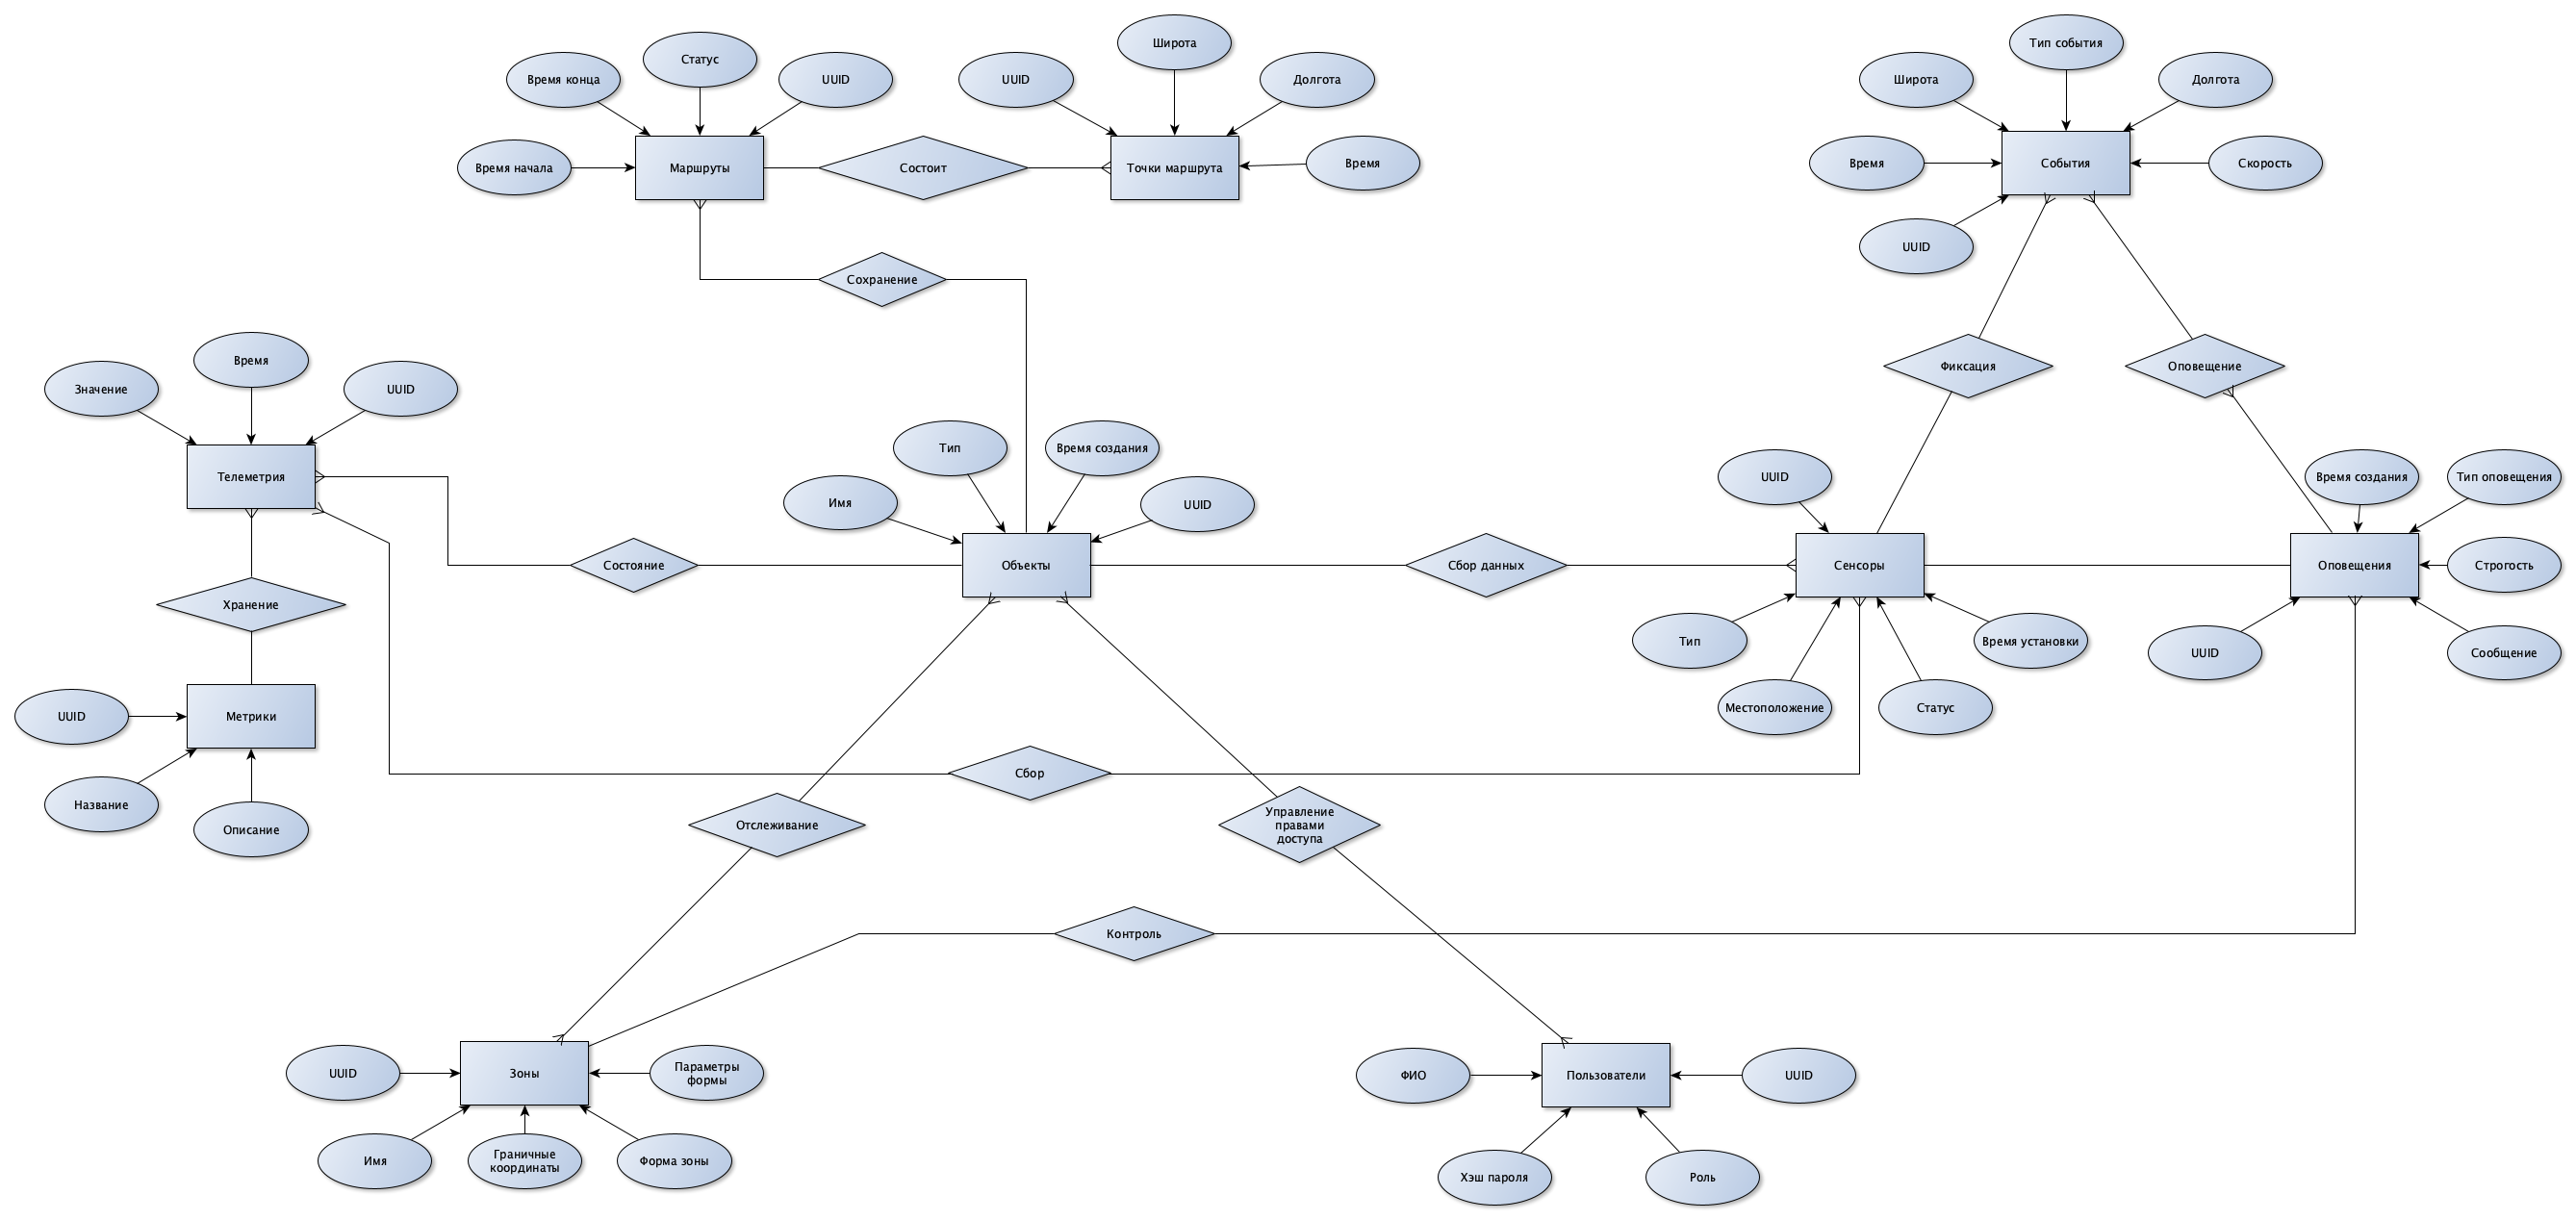 Широта
Тип события
Статус
Время конца
UUID
UUID
Долгота
Широта
Долгота
Время начала
Маршруты
Состоит
Точки маршрута
Время
Время
События
Скорость
UUID
Сохранение
Время
Фиксация
Оповещение
Значение
UUID
Тип
Время создания
Телеметрия
UUID
Время создания
Тип оповещения
Имя
UUID
Состояние
Объекты
Сбор данных
Сенсоры
Оповещения
Строгость
Хранение
Тип
Время установки
UUID
Сообщение
UUID
Метрики
Местоположение
Статус
Сбор
Название
Описание
Отслеживание
Управление
правами
доступа
Контроль
UUID
Зоны
Параметры
формы
ФИО
Пользователи
UUID
Имя
Граничные
координаты
Форма зоны
Хэш пароля
Роль